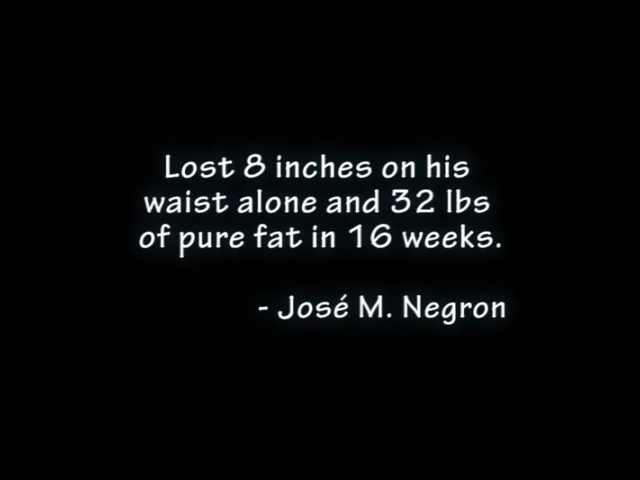 Lost 8 inches on his
waist alone and 32 lbs
of pure fat in 16 weeks.
- José M. Negron